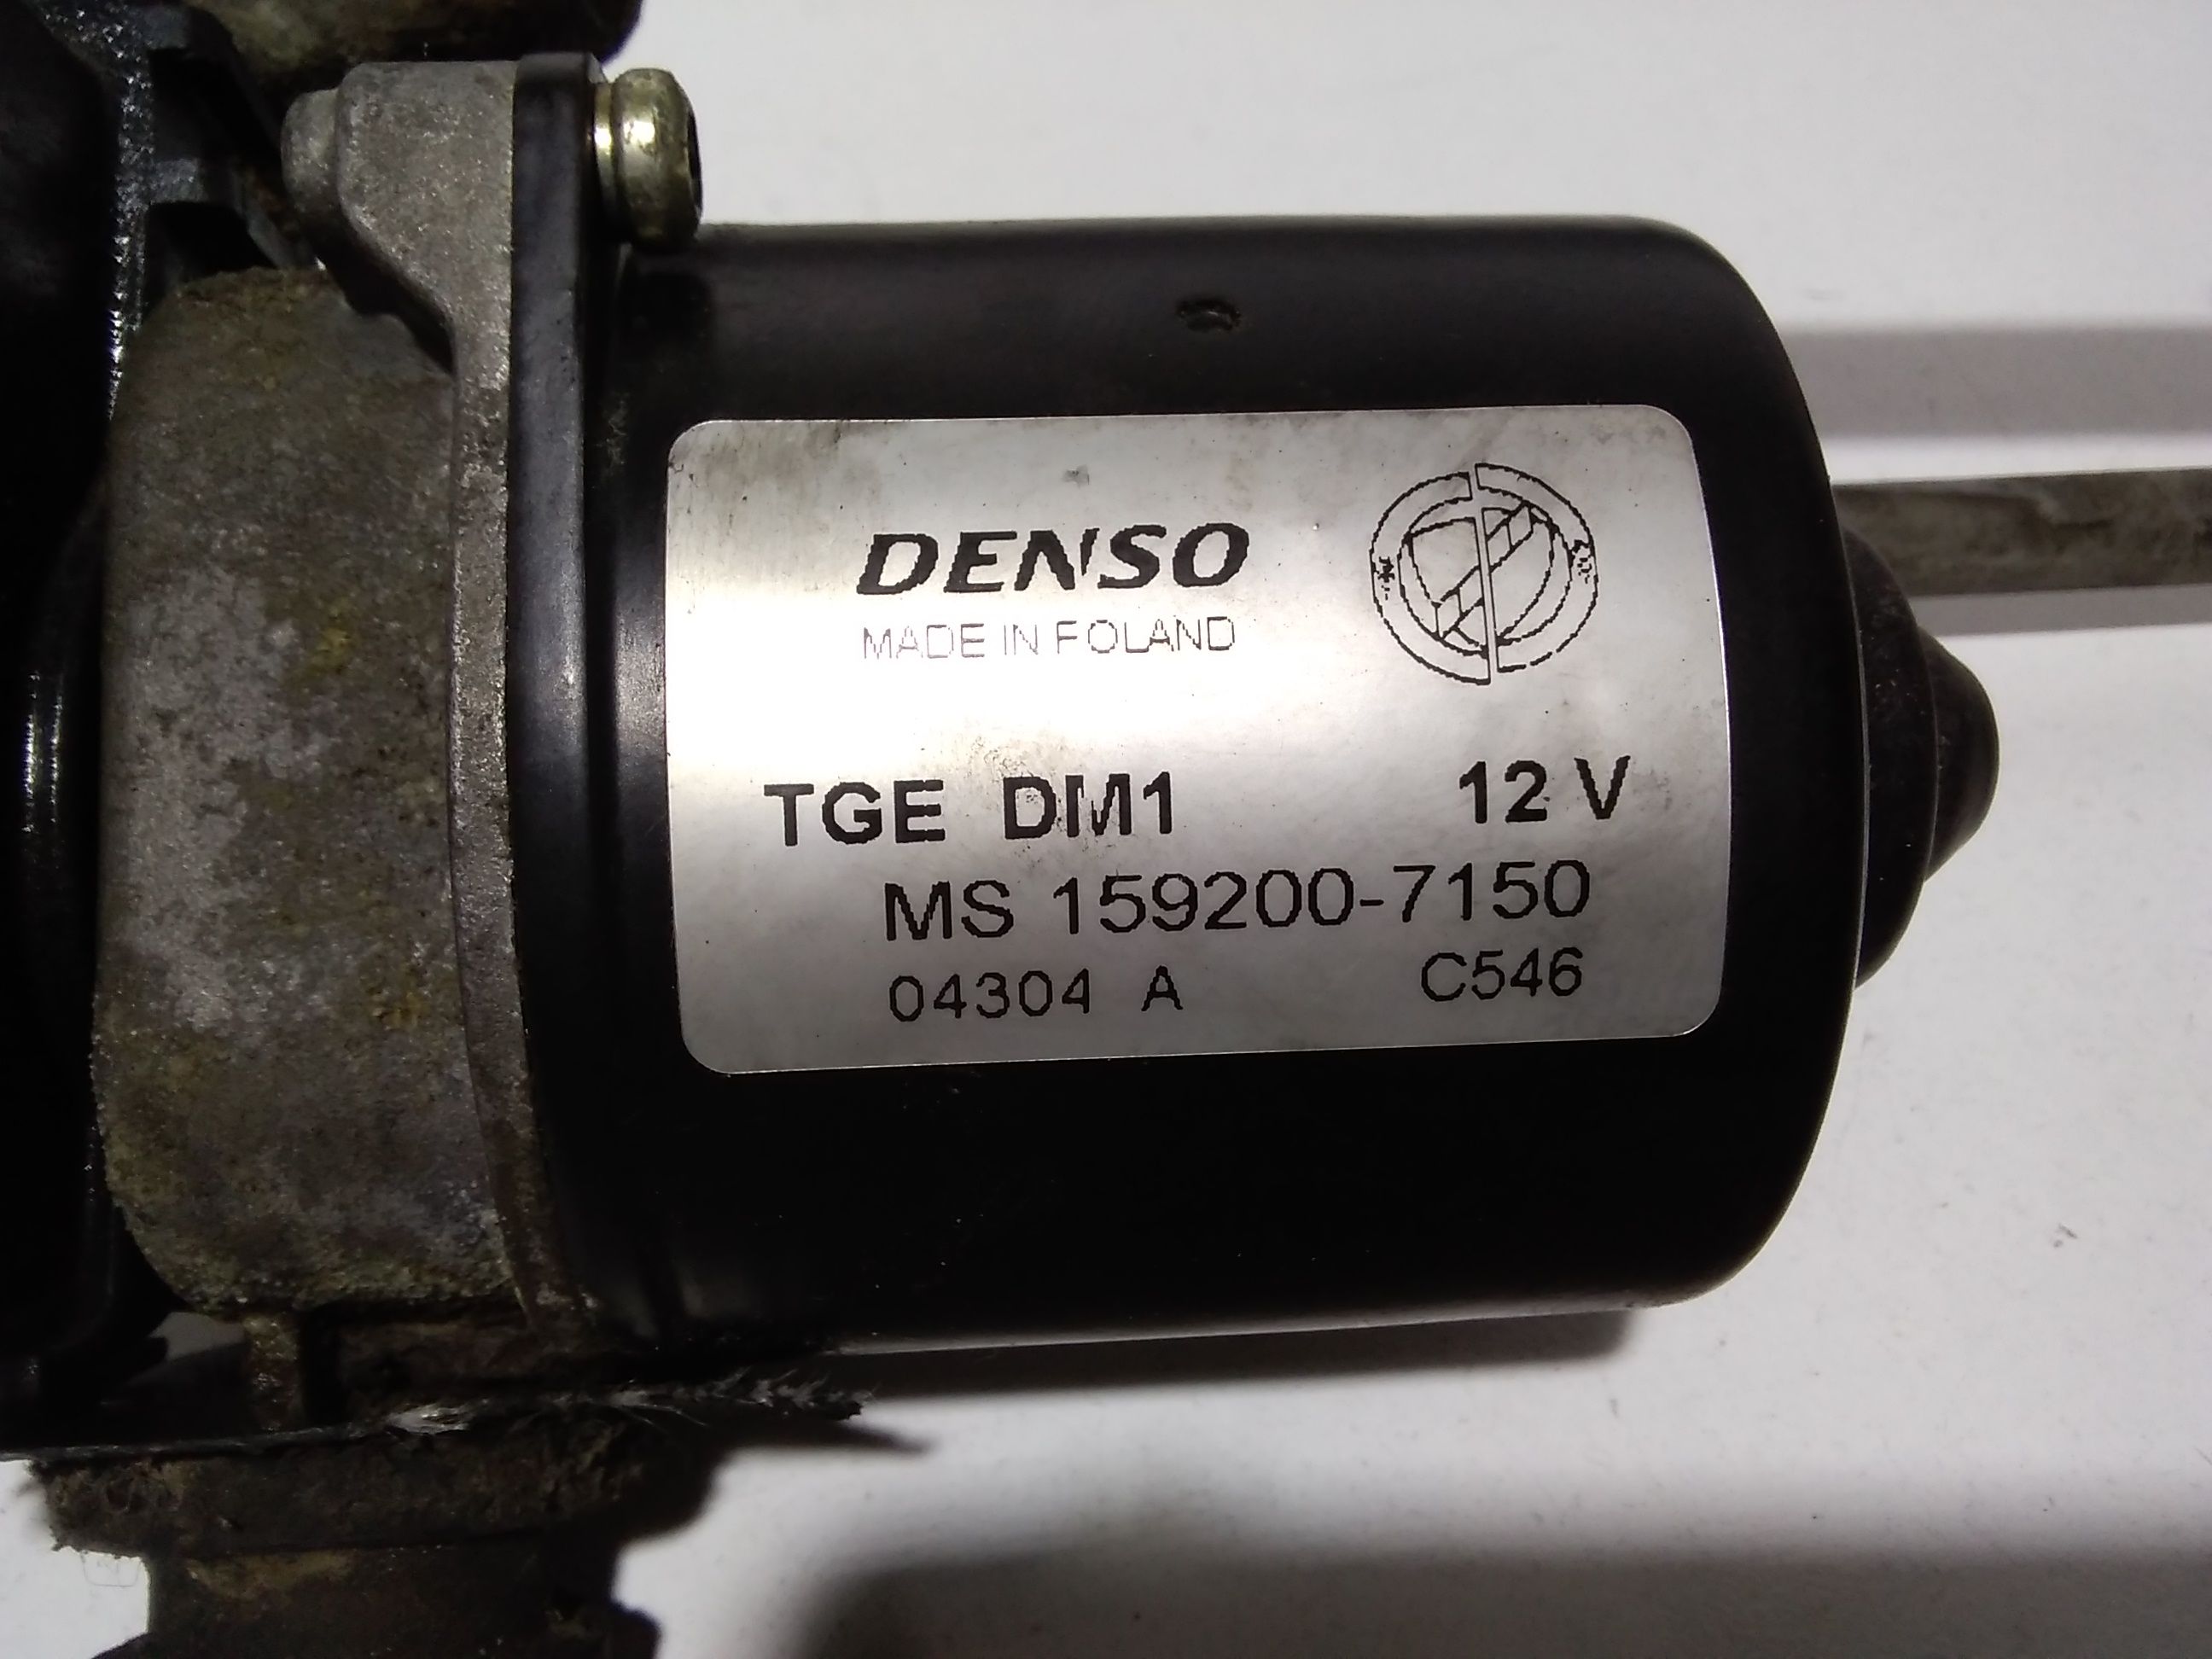 DENSO
MADE IN POLAND
TGE DM1 12 V
MS 159200-7150
04304 A C546